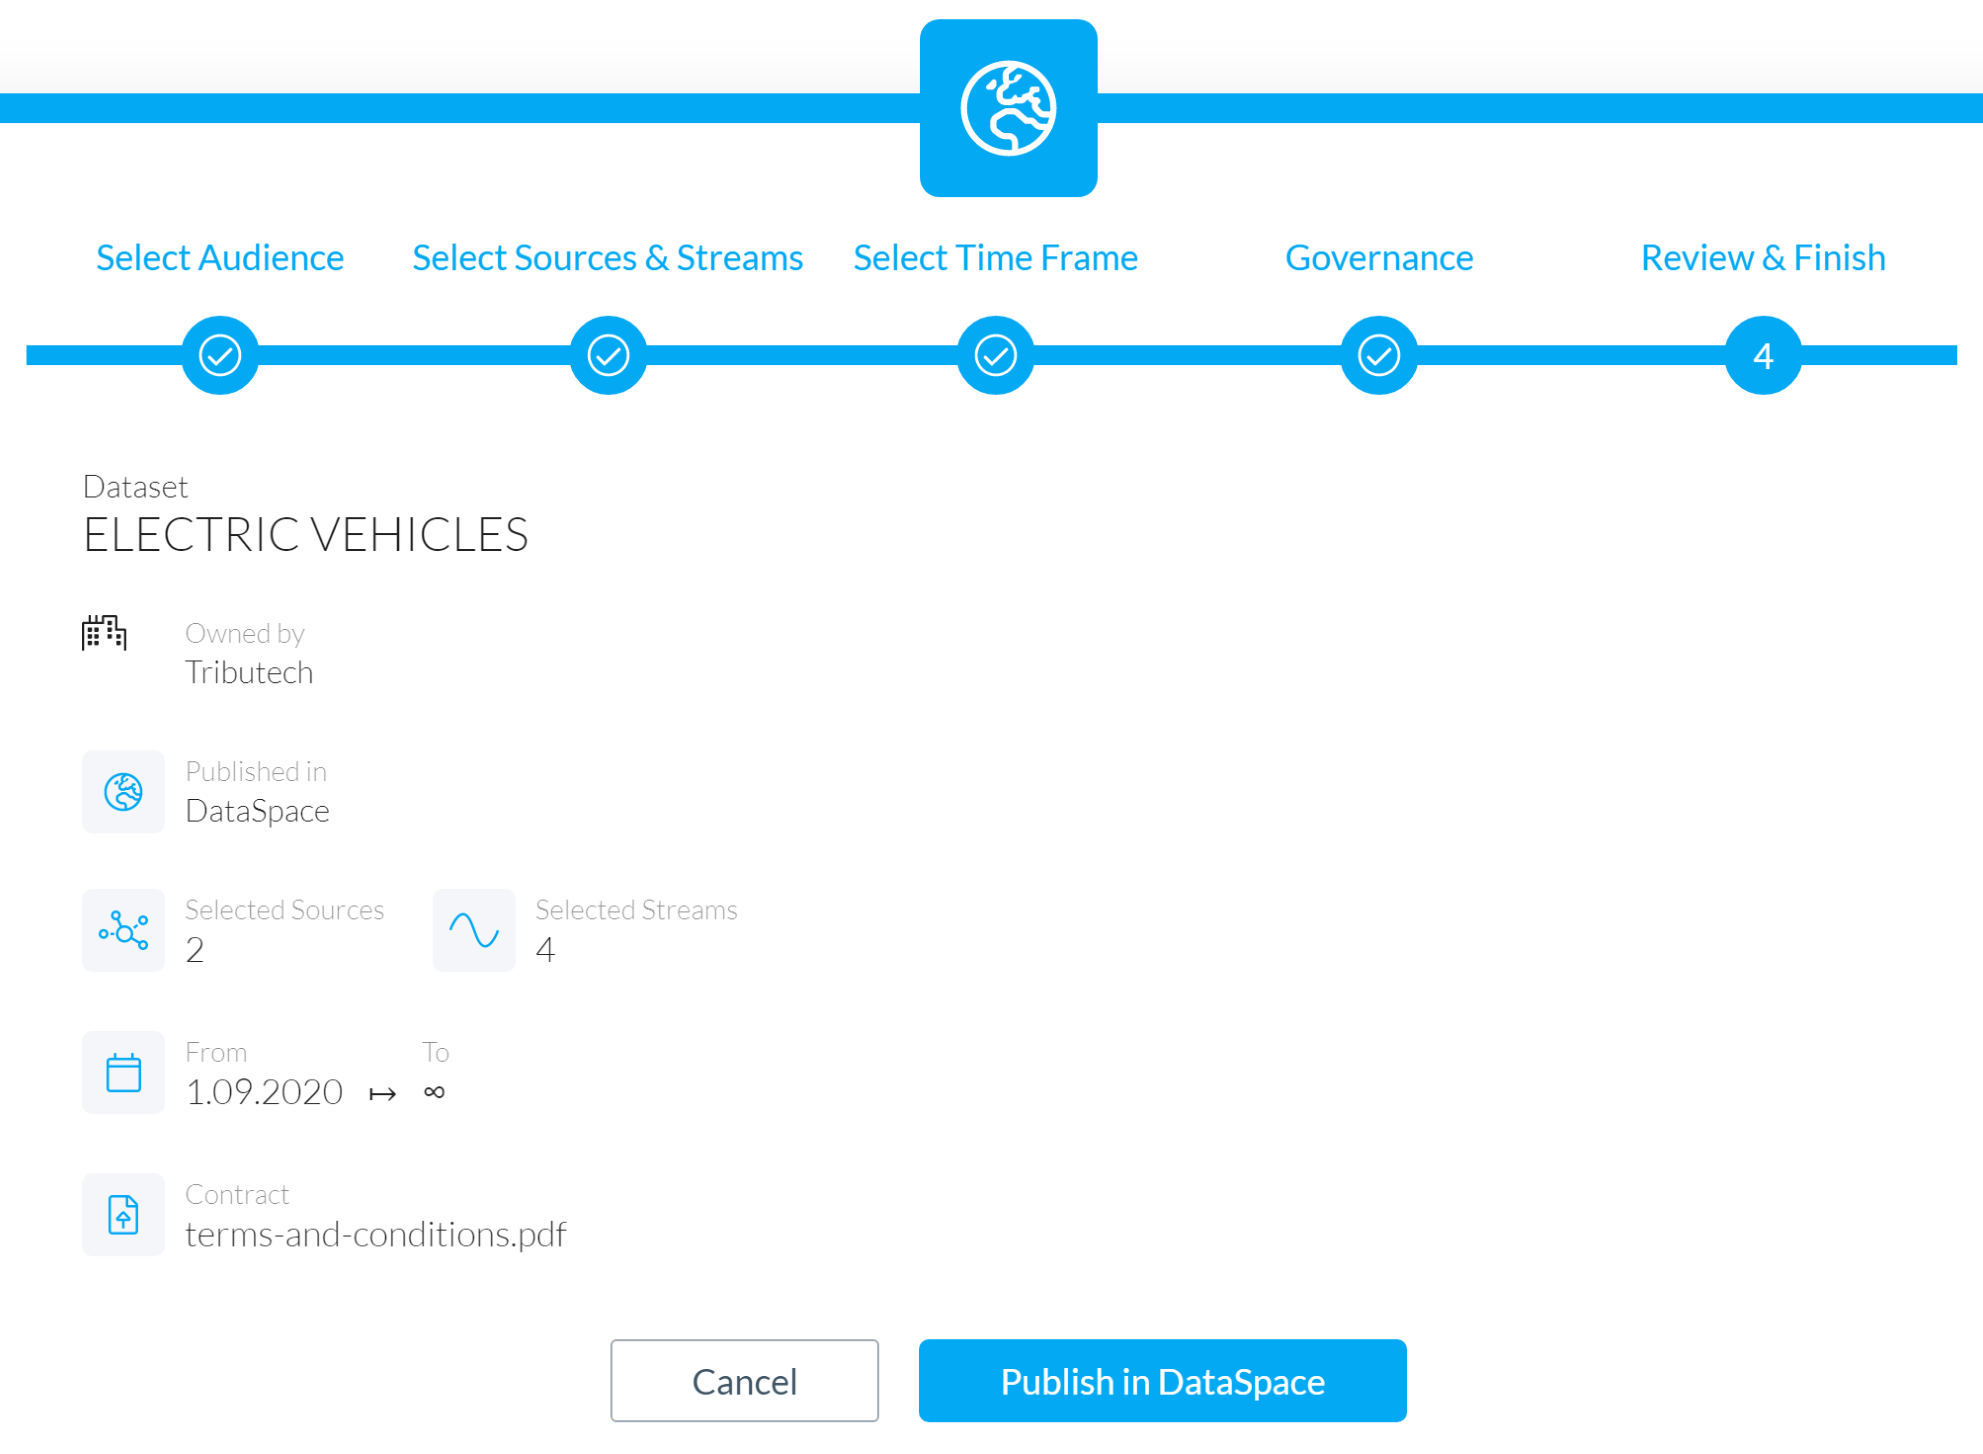 Select Audience
Select Sources & Streams
Select Time Frame
Governance
Review & Finish
4
Dataset
ELECTRIC VEHICLES
Owned by
Tributech
Published in
DataSpace
Selected Sources
2
Selected Streams
4
From
1.09.2020 ↦
To
∞
Contract
terms-and-conditions.pdf
Cancel
Publish in DataSpace